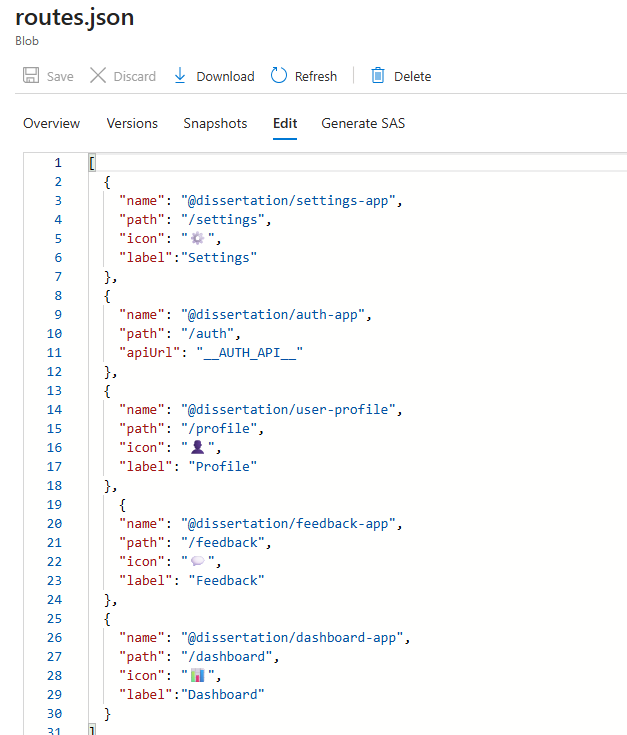 routes.json
Blob
Save Discard Download Refresh Delete
Overview Versions Snapshots Edit Generate SAS
1 [
2 {
3 "name": "@dissertation/settings-app",
4 "path": "/settings",
5 "icon": "⚙️",
6 "label":"Settings"
7 },
8 {
9 "name": "@dissertation/auth-app",
10 "path": "/auth",
11 "apiUrl": "__AUTH_API__"
12 },
13 {
14 "name": "@dissertation/user-profile",
15 "path": "/profile",
16 "icon": "👤",
17 "label": "Profile"
18 },
19 {
20 "name": "@dissertation/feedback-app",
21 "path": "/feedback",
22 "icon": "💬",
23 "label": "Feedback"
24 },
25 {
26 "name": "@dissertation/dashboard-app",
27 "path": "/dashboard",
28 "icon": "📊",
29 "label":"Dashboard"
30 }
31 ]